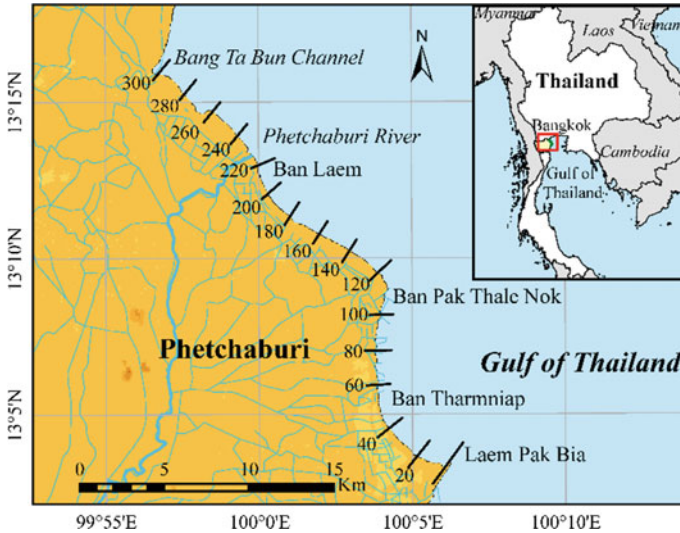 Myanmar
Laos
Vietnam
Thailand
Bangkok
Cambodia
Gulf of
Thailand
N
Bang Ta Bun Channel
300
280
260
Phetchaburi River
240
220
Ban Laem
200
180
160
140
120
Ban Pak Thale Nok
100
80
Phetchaburi
Gulf of Thailand
60
Ban Tharmniap
40
Laem Pak Bia
20
0 5 10 15
Km
13°15'N
13°10'N
13°5'N
99°55'E 100°0'E 100°5'E 100°10'E